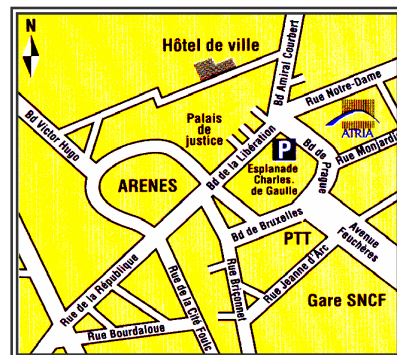 N
Hôtel de ville
Bd Amiral Courbert
Rue Notre-Dame
ATRIA
Bd Victor Hugo
Palais
de
justice
Bd de la Libération
P
Esplanade
Charles.
de Gaulle
Bd de Prague
Rue Monjardin
ARENES
Bd de Bruxelles
PTT
Avenue
Feuchères
Rue de la République
Rue de la Cité Foulc
Rue Briçonnet
Rue Jeanne d'Arc
Gare SNCF
Rue Bourdaloue